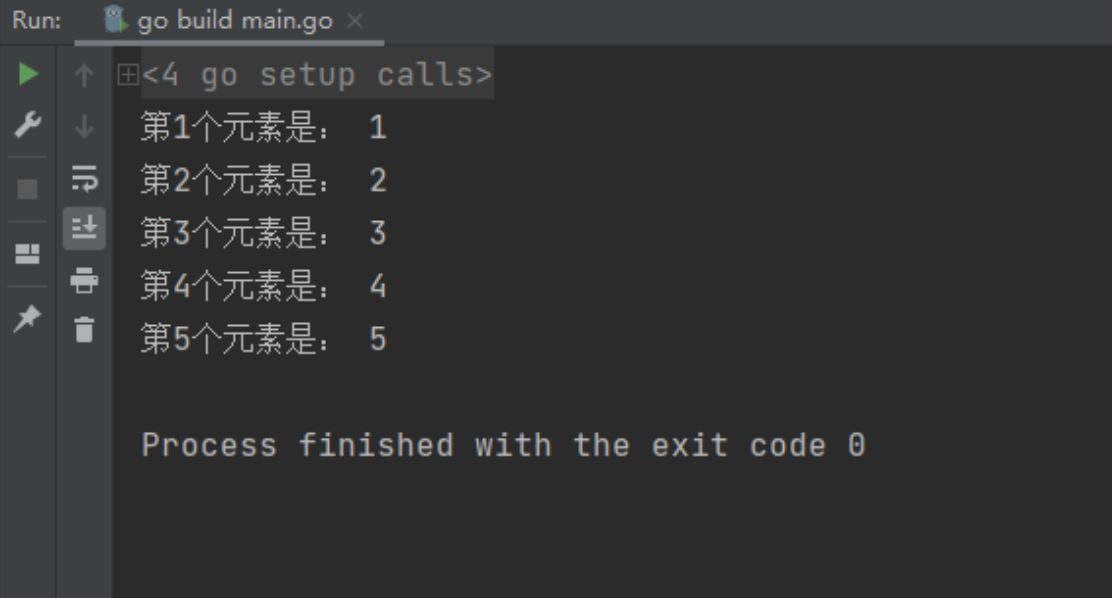 Run: go build main.go
<4 go setup calls>
第1个元素是： 1
第2个元素是： 2
第3个元素是： 3
第4个元素是： 4
第5个元素是： 5
Process finished with the exit code 0